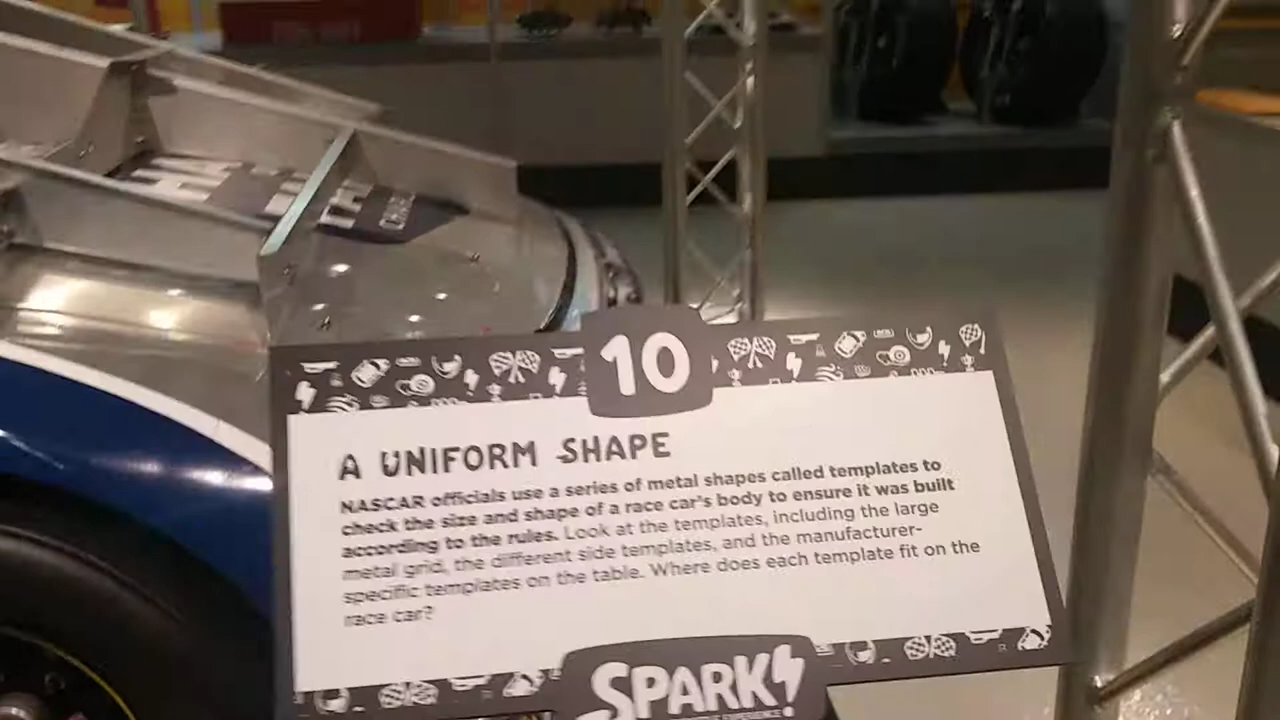 10
A UNIFORM SHAPE
NASCAR officials use a series of metal shapes called templates to
check the size and shape of a race car's body to ensure it was built
according to the rules. Look at the templates, including the large
metal grid, the different side templates, and the manufacturer-
specific templates on the table. Where does each template fit on the
race car?
SPARK!